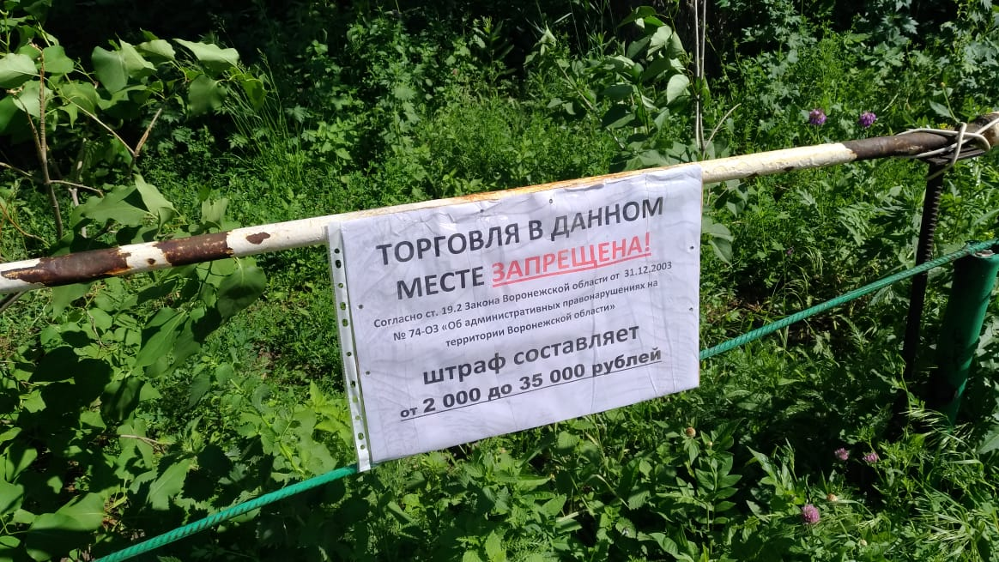 ТОРГОВЛЯ В ДАННОМ
МЕСТЕ ЗАПРЕЩЕНА!
Согласно ст. 19.2 Закона Воронежской области от 31.12.2003
№ 74-ОЗ «Об административных правонарушениях на
территории Воронежской области»
штраф составляет
от 2 000 до 35 000 рублей